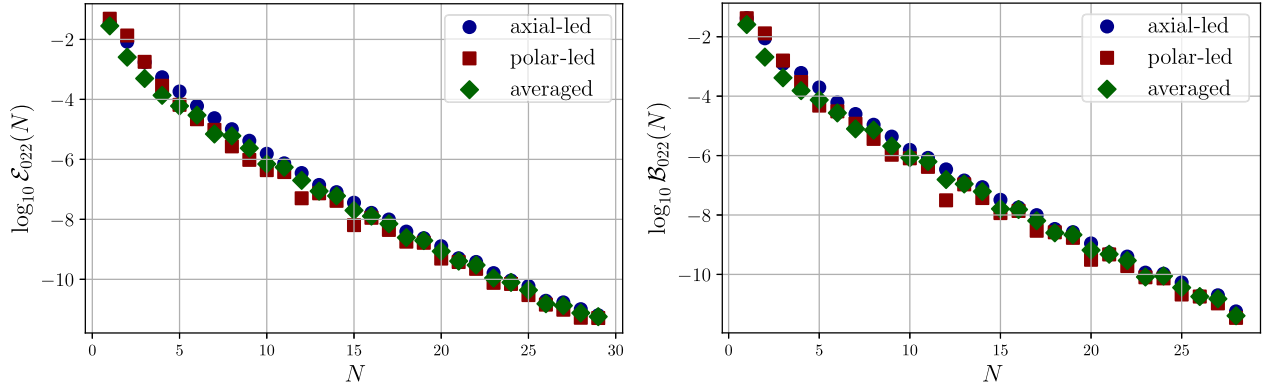 axial-led
polar-led
averaged
−2
−4
−6
−8
−10
0
5
10
15
20
25
30
N
log₁₀ ℰ₀₂₂(N)
axial-led
polar-led
averaged
−2
−4
−6
−8
−10
0
5
10
15
20
25
N
log₁₀ ℬ₀₂₂(N)